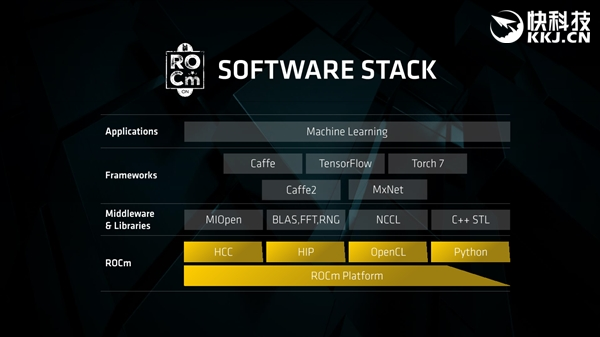 快科技
KKJ.CN
ROCm
ON
SOFTWARE STACK
Applications
Machine Learning
Frameworks
Caffe
TensorFlow
Torch 7
Caffe2
MxNet
Middleware
& Libraries
MIOpen
BLAS,FFT,RNG
NCCL
C++ STL
ROCm
HCC
HIP
OpenCL
Python
ROCm Platform